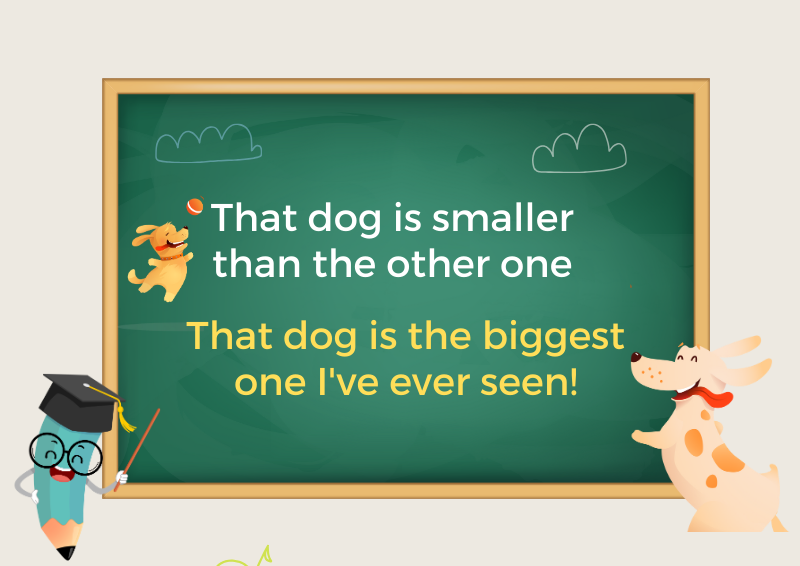 That dog is smaller
than the other one
That dog is the biggest
one I've ever seen!